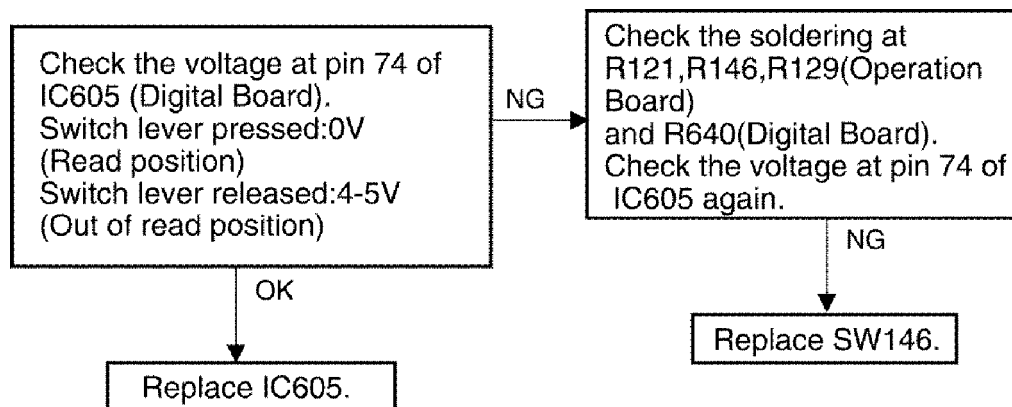 Check the voltage at pin 74 of
IC605 (Digital Board).
Switch lever pressed:0V
(Read position)
Switch lever released:4-5V
(Out of read position)
NG
Check the soldering at
R121,R146,R129(Operation
Board)
and R640(Digital Board).
Check the voltage at pin 74 of
IC605 again.
OK
NG
Replace IC605.
Replace SW146.